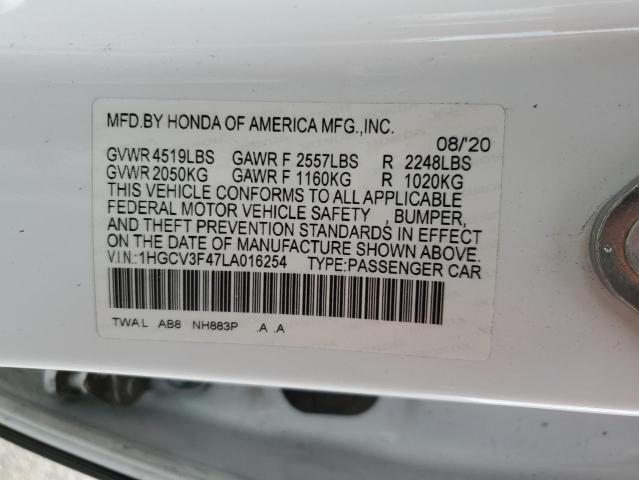 MFD.BY HONDA OF AMERICA MFG.,INC.
08/'20
GVWR 4519LBS GAWR F 2557LBS R 2248LBS
GVWR 2050KG GAWR F 1160KG R 1020KG
THIS VEHICLE CONFORMS TO ALL APPLICABLE
FEDERAL MOTOR VEHICLE SAFETY , BUMPER,
AND THEFT PREVENTION STANDARDS IN EFFECT
ON THE DATE OF MANUFACTURE SHOWN ABOVE.
V.I.N.:1HGCV3F47LA016254 TYPE:PASSENGER CAR
TWA L AB8 NH883P .A .A